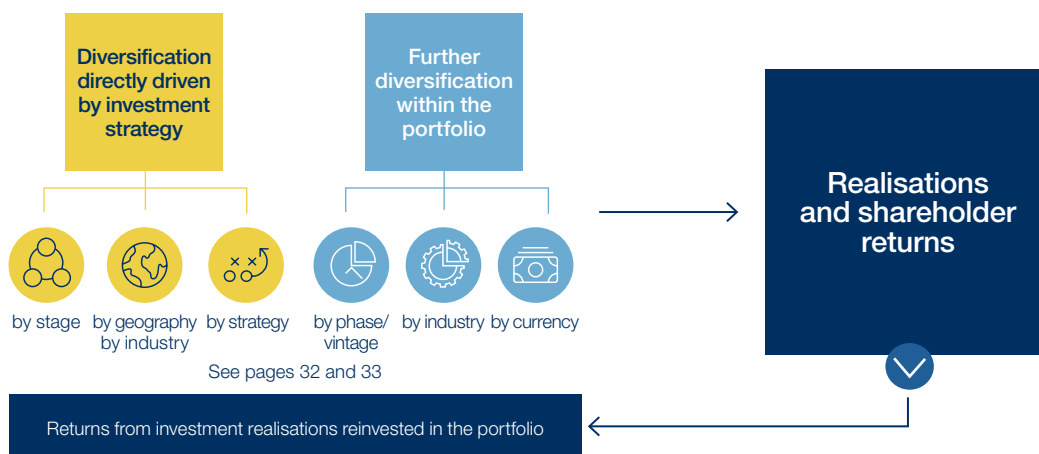 Diversification
directly driven
by investment
strategy
Further
diversification
within the
portfolio
Realisations
and shareholder
returns
by stage
by geography
by industry
by strategy
by phase/
vintage
by industry
by currency
See pages 32 and 33
Returns from investment realisations reinvested in the portfolio